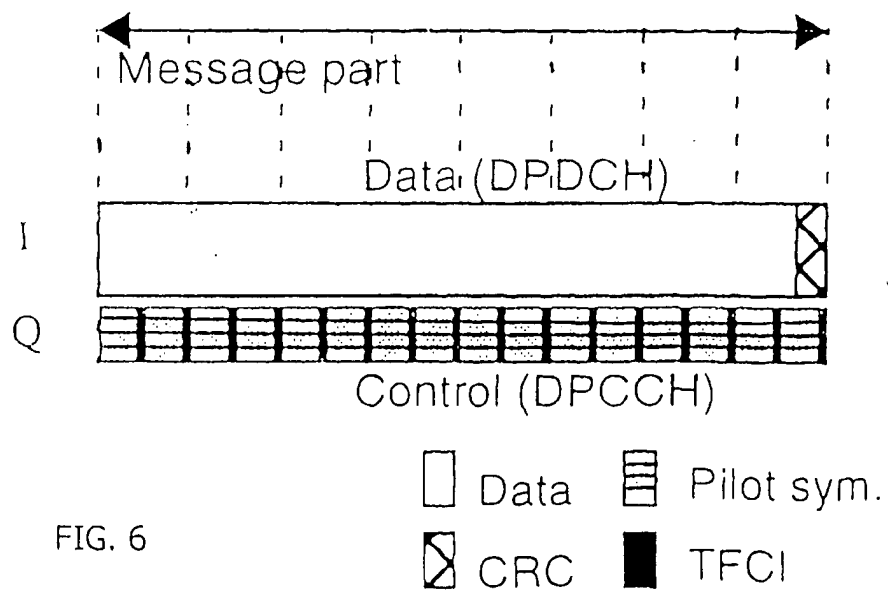 Message part
Data (DPDCH)
I
Q
Control (DPCCH)
Data
Pilot sym.
CRC
TFCI
FIG. 6